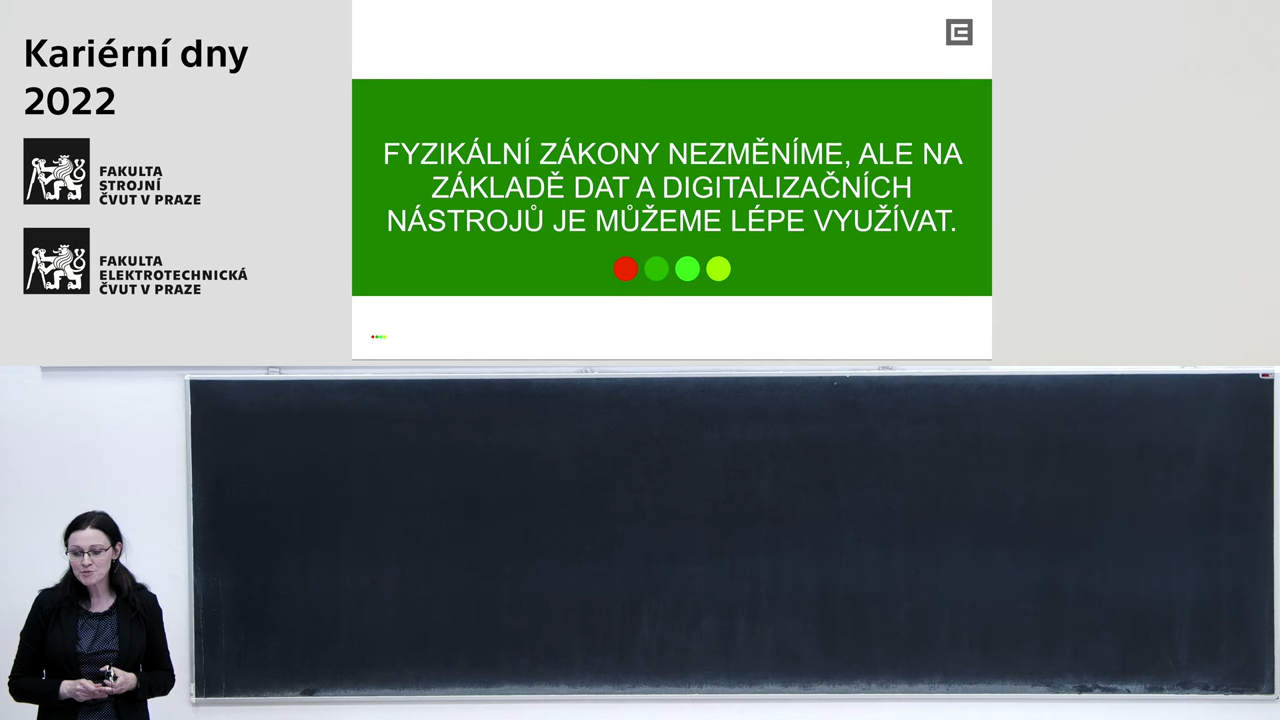 Kariérní dny
2022
FAKULTA
STROJNÍ
ČVUT V PRAZE
FAKULTA
ELEKTROTECHNICKÁ
ČVUT V PRAZE
FYZIKÁLNÍ ZÁKONY NEZMĚNÍME, ALE NA
ZÁKLADĚ DAT A DIGITALIZAČNÍCH
NÁSTROJŮ JE MŮŽEME LÉPE VYUŽÍVAT.